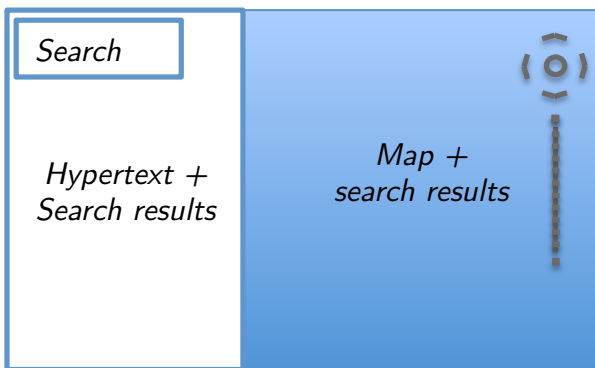 Search
Hypertext +
Search results
Map +
search results